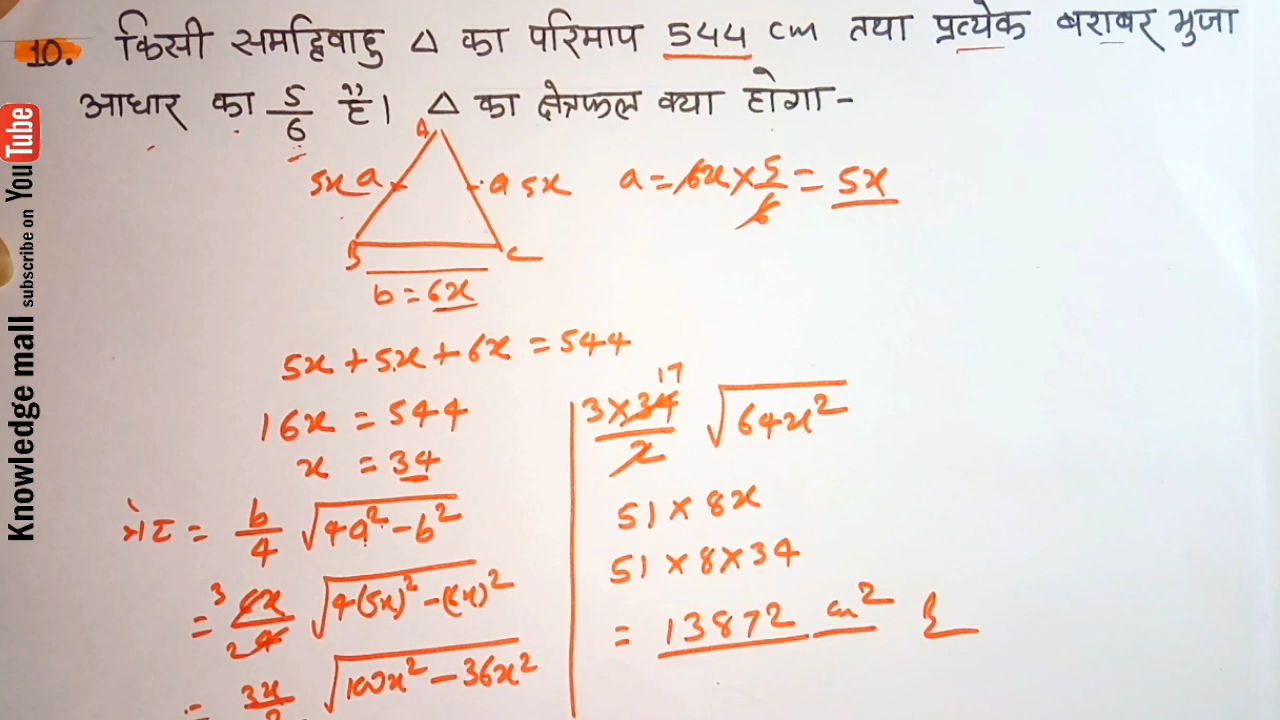 10. किसी समद्विबाहु △ का परिमाप 544 cm तथा प्रत्येक बराबर भुजा
आधार का 5/6 है। △ का क्षेत्रफल क्या होगा-
A
5x a
a 5x
a = 6x × 5/6 = 5x
B
C
b = 6x
5x + 5x + 6x = 544
16x = 544
x = 34
क्षे० = b/4 √4a² - b²
= 3 6x/2 4 √4(5x)² - (6x)²
= 3x/2 √100x² - 36x²
17
3 × 34/2 √64x²
51 × 8x
51 × 8 × 34
= 13872 cm²
Knowledge mall subscribe on YouTube